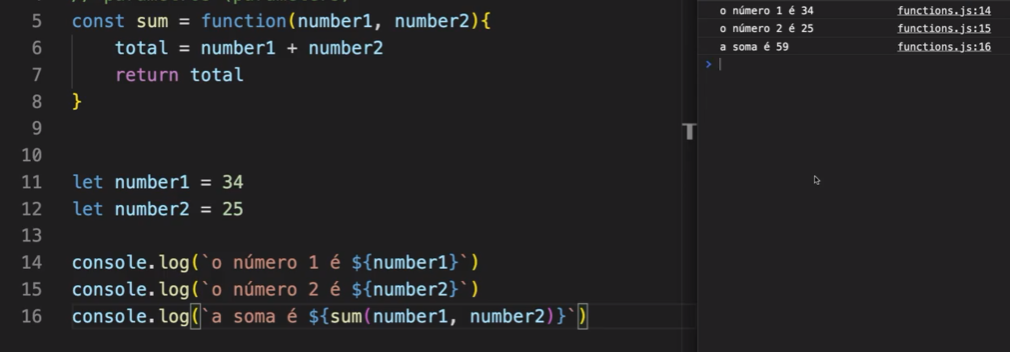 5 const sum = function(number1, number2){
6 total = number1 + number2
7 return total
8 }
9
10
11 let number1 = 34
12 let number2 = 25
13
14 console.log(`o número 1 é ${number1}`)
15 console.log(`o número 2 é ${number2}`)
16 console.log(`a soma é ${sum(number1, number2)}`)
T
o número 1 é 34 functions.js:14
o número 2 é 25 functions.js:15
a soma é 59 functions.js:16
>